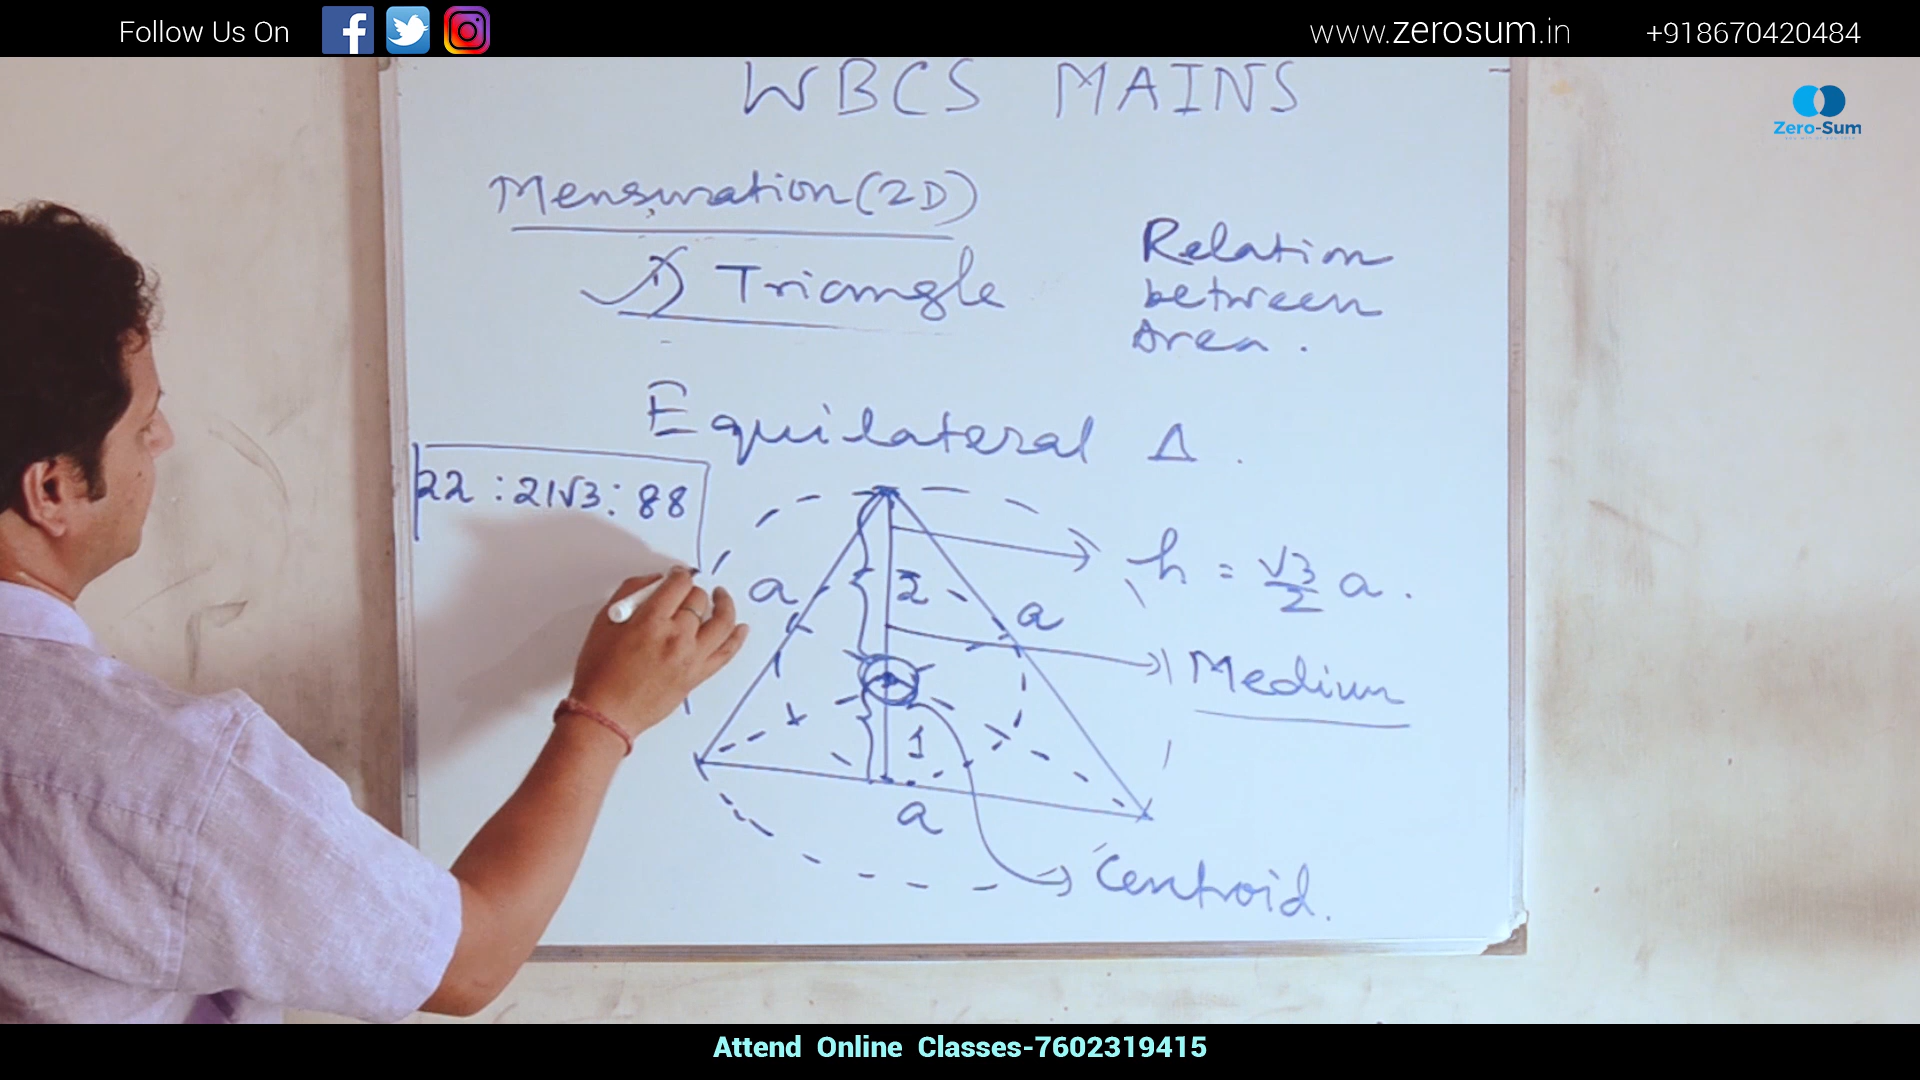 Follow Us On
www.zerosum.in
+918670420484
WBCS MAINS
Zero-Sum
Mensuration (2D)
1) Triangle
Relation
between
Area.
Equilateral Δ.
22 : 21√3 : 88
h = √3/2 a.
a
2
a
Medium
1
a
Centroid.
Attend Online Classes-7602319415